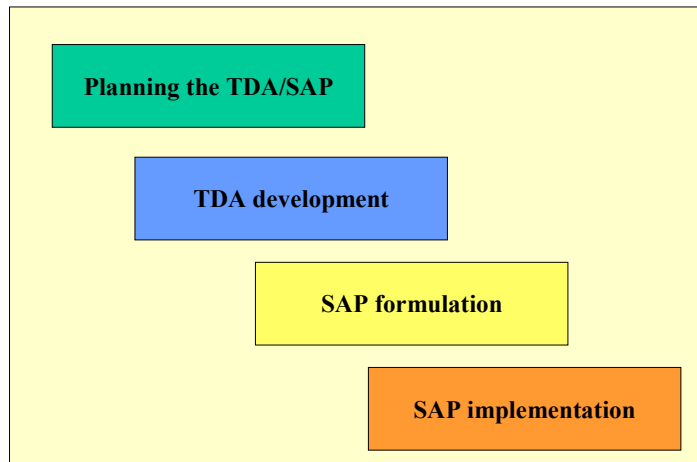 Planning the TDA/SAP
TDA development
SAP formulation
SAP implementation